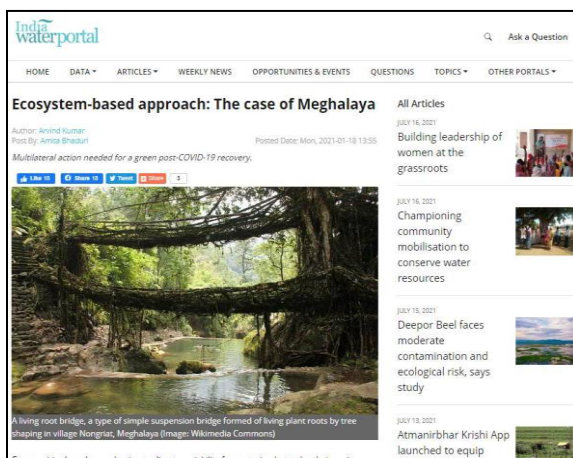 India
waterportal
Ask a Question
HOME
DATA
ARTICLES
WEEKLY NEWS
OPPORTUNITIES & EVENTS
QUESTIONS
TOPICS
OTHER PORTALS
Ecosystem-based approach: The case of Meghalaya
Author: Arvind Kumar
Post By: Amita Bhaduri
Posted Date: Mon, 2021-01-18 13:55
Multilateral action needed for a green post-COVID-19 recovery.
Like 18
Share 18
Tweet
Share
3
A living root bridge, a type of simple suspension bridge formed of living plant roots by tree
shaping in village Nongriat, Meghalaya (Image: Wikimedia Commons)
All Articles
JULY 16, 2021
Building leadership of
women at the
grassroots
JULY 16, 2021
Championing
community
mobilisation to
conserve water
resources
JULY 15, 2021
Deepor Beel faces
moderate
contamination and
ecological risk, says
study
JULY 13, 2021
Atmanirbhar Krishi App
launched to equip